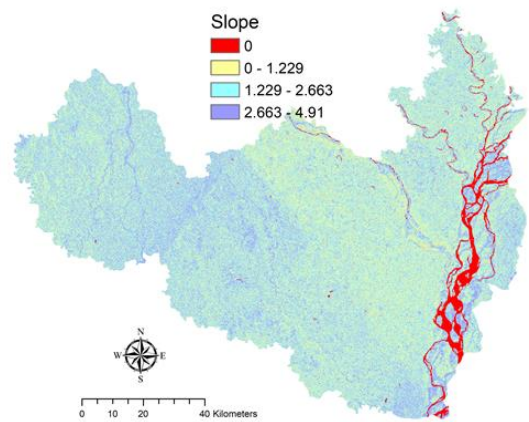 Slope
0
0 - 1.229
1.229 - 2.663
2.663 - 4.91
N
W E
S
0 10 20 40 Kilometers